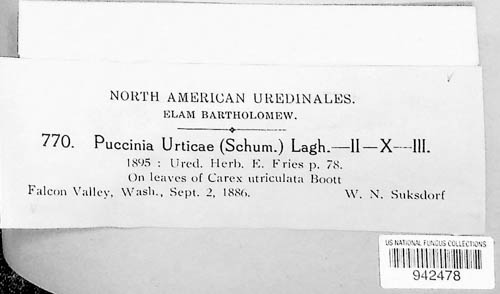 NORTH AMERICAN UREDINALES.
ELAM BARTHOLOMEW.
770. Puccinia Urticae (Schum.) Lagh.—II—X—III.
1895 : Ured. Herb. E. Fries p. 78.
On leaves of Carex utriculata Boott
Falcon Valley, Wash., Sept. 2, 1886. W. N. Suksdorf
US NATIONAL FUNGUS COLLECTIONS
942478